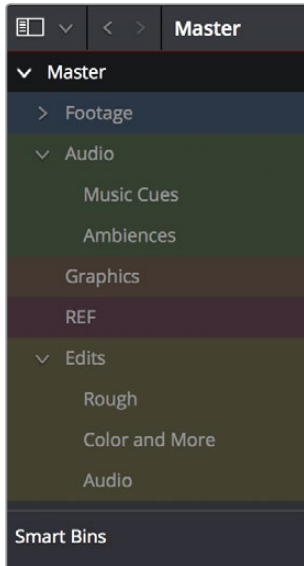 Master
Master
Footage
Audio
Music Cues
Ambiences
Graphics
REF
Edits
Rough
Color and More
Audio
Smart Bins